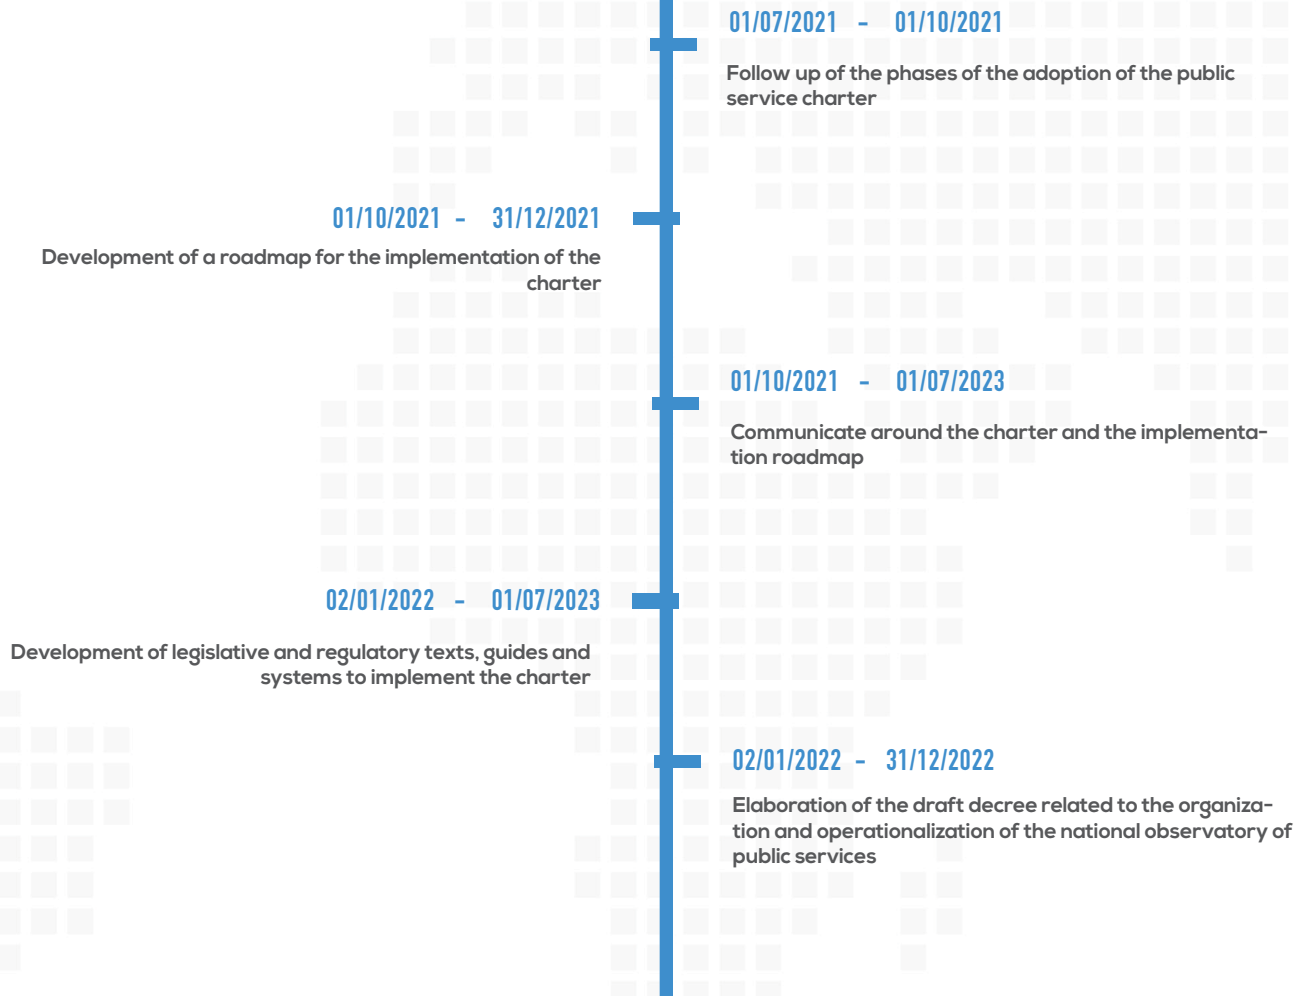 01/07/2021 - 01/10/2021
Follow up of the phases of the adoption of the public
service charter
01/10/2021 - 31/12/2021
Development of a roadmap for the implementation of the
charter
01/10/2021 - 01/07/2023
Communicate around the charter and the implementa-
tion roadmap
02/01/2022 - 01/07/2023
Development of legislative and regulatory texts, guides and
systems to implement the charter
02/01/2022 - 31/12/2022
Elaboration of the draft decree related to the organiza-
tion and operationalization of the national observatory of
public services